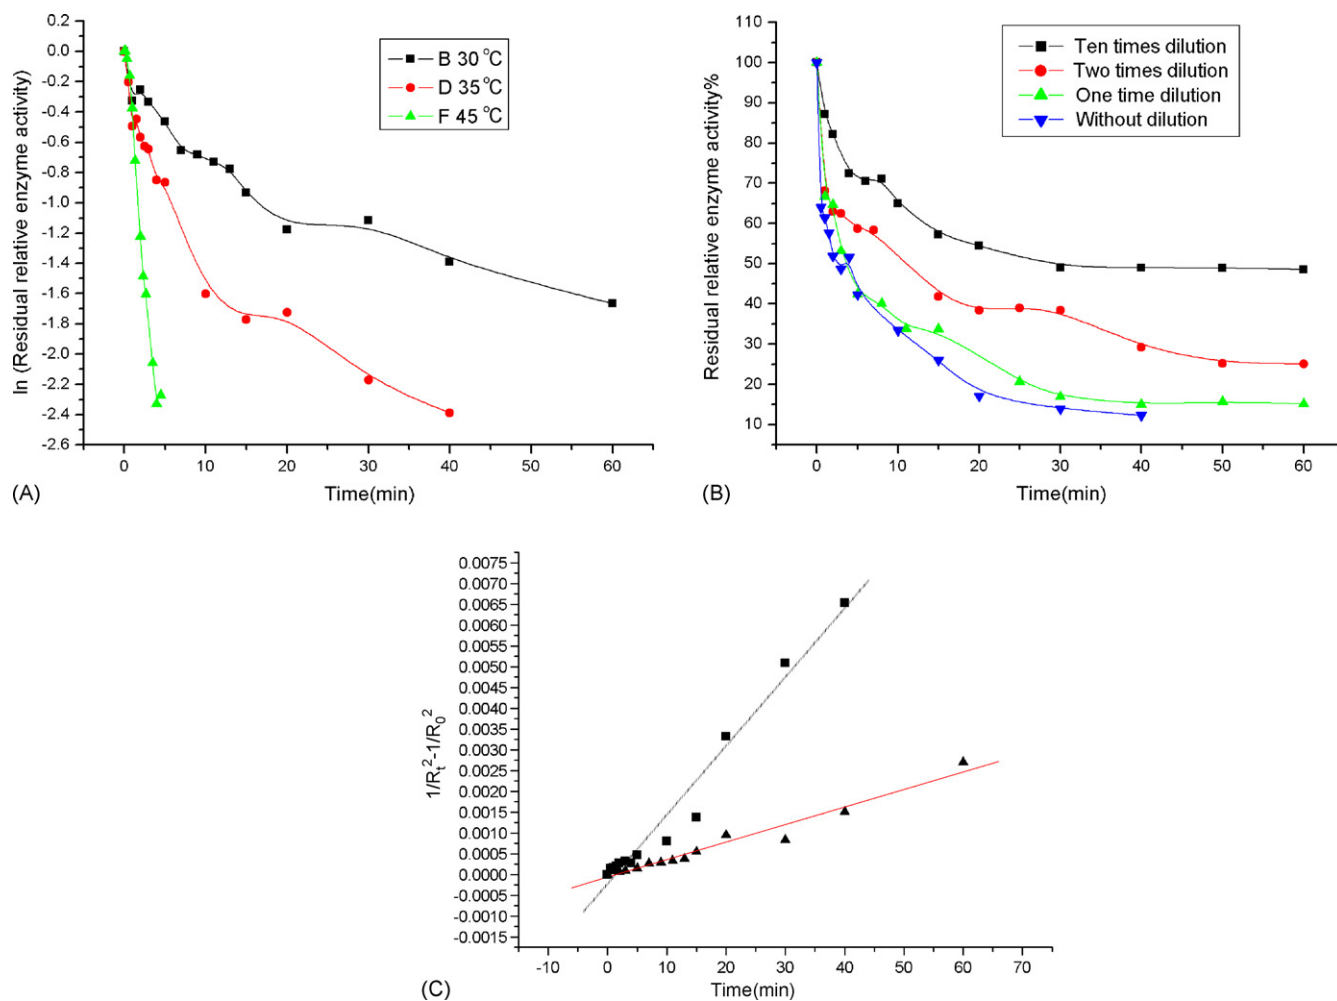 0.0
-0.2
-0.4
-0.6
-0.8
-1.0
-1.2
-1.4
-1.6
-1.8
-2.0
-2.2
-2.4
-2.6
ln (Residual relative enzyme activity)
B 30 °C
D 35 °C
F 45 °C
0 10 20 30 40 50 60
Time(min)
(A)
110
100
90
80
70
60
50
40
30
20
10
Residual relative enzyme activity%
Ten times dilution
Two times dilution
One time dilution
Without dilution
0 10 20 30 40 50 60
Time(min)
(B)
0.0075
0.0070
0.0065
0.0060
0.0055
0.0050
0.0045
0.0040
0.0035
0.0030
0.0025
0.0020
0.0015
0.0010
0.0005
0.0000
-0.0005
-0.0010
-0.0015
1/Rt²-1/R₀²
-10 0 10 20 30 40 50 60 70
Time(min)
(C)